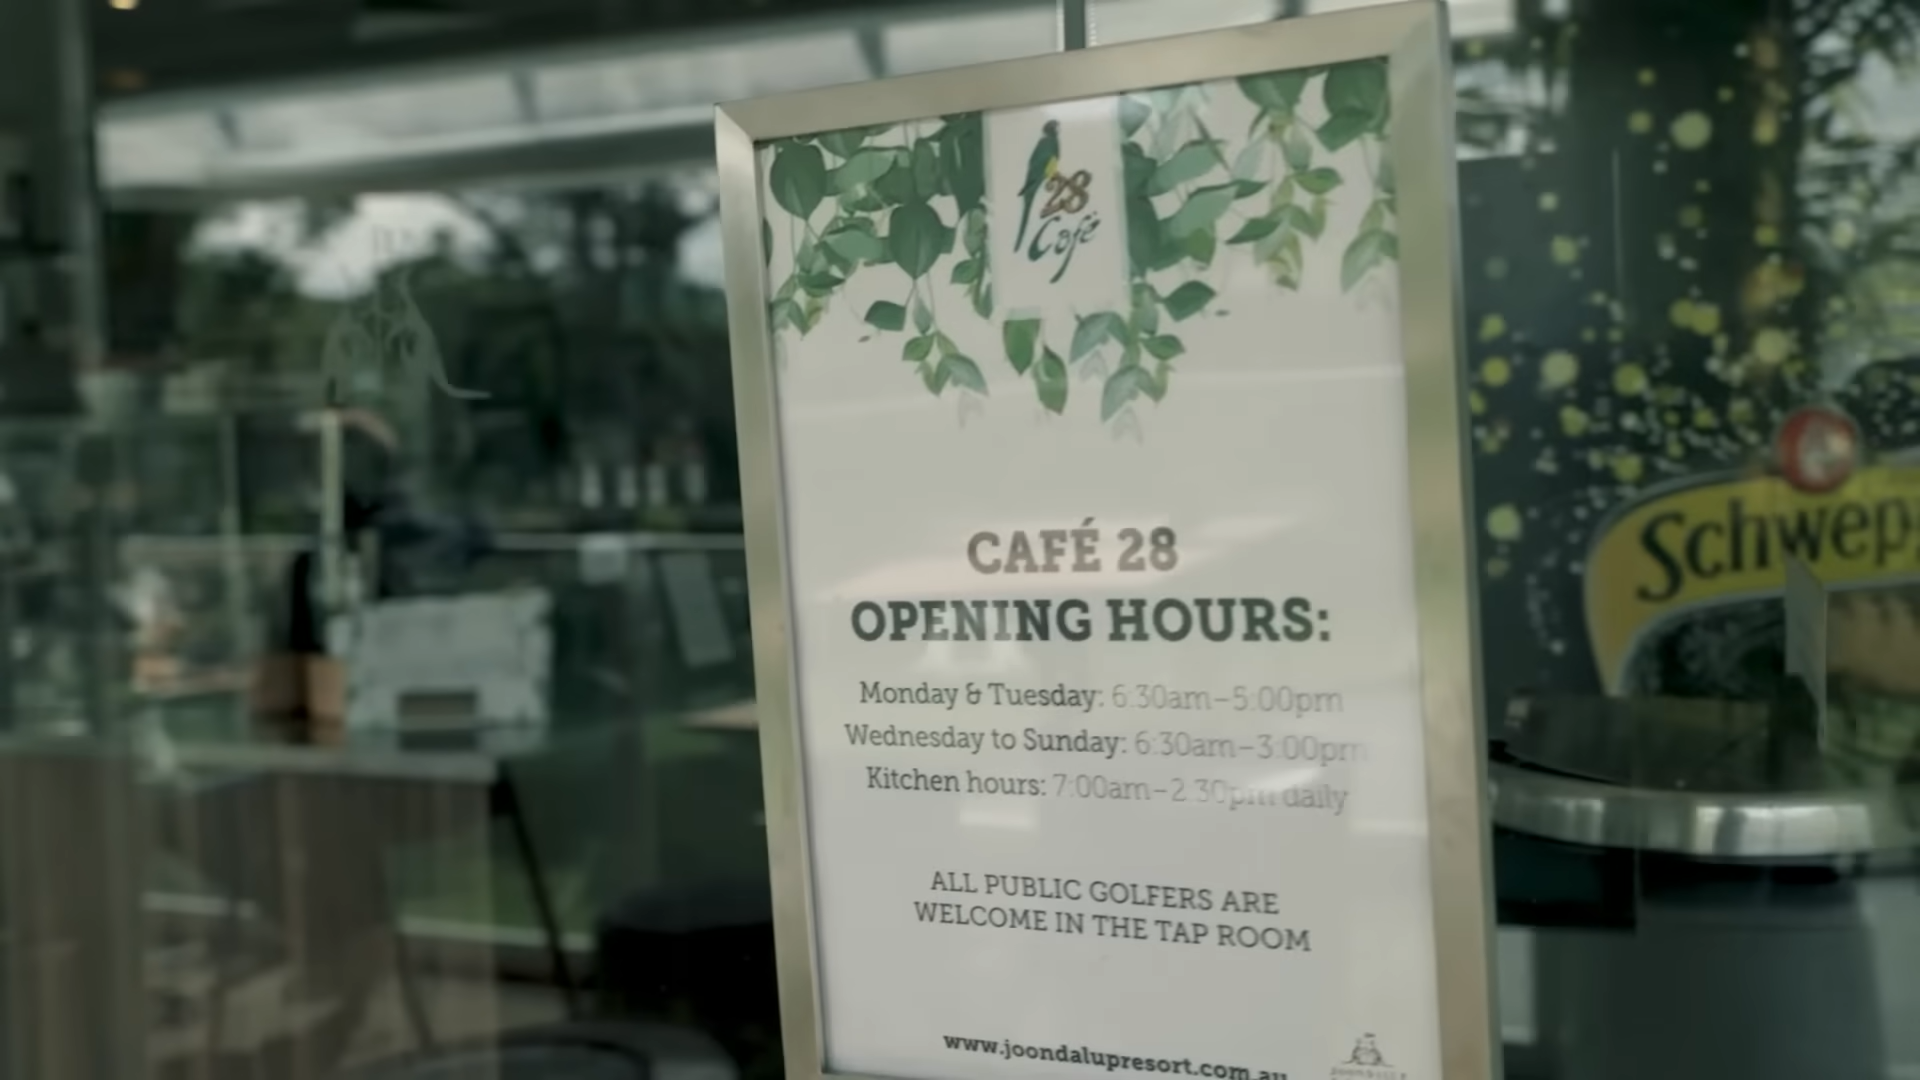 28
Café
CAFÉ 28
OPENING HOURS:
Monday & Tuesday: 6:30am–5:00pm
Wednesday to Sunday: 6:30am–3:00pm
Kitchen hours: 7:00am–2.30pm daily
ALL PUBLIC GOLFERS ARE
WELCOME IN THE TAP ROOM
www.joondalupresort.com.au
Schwepp